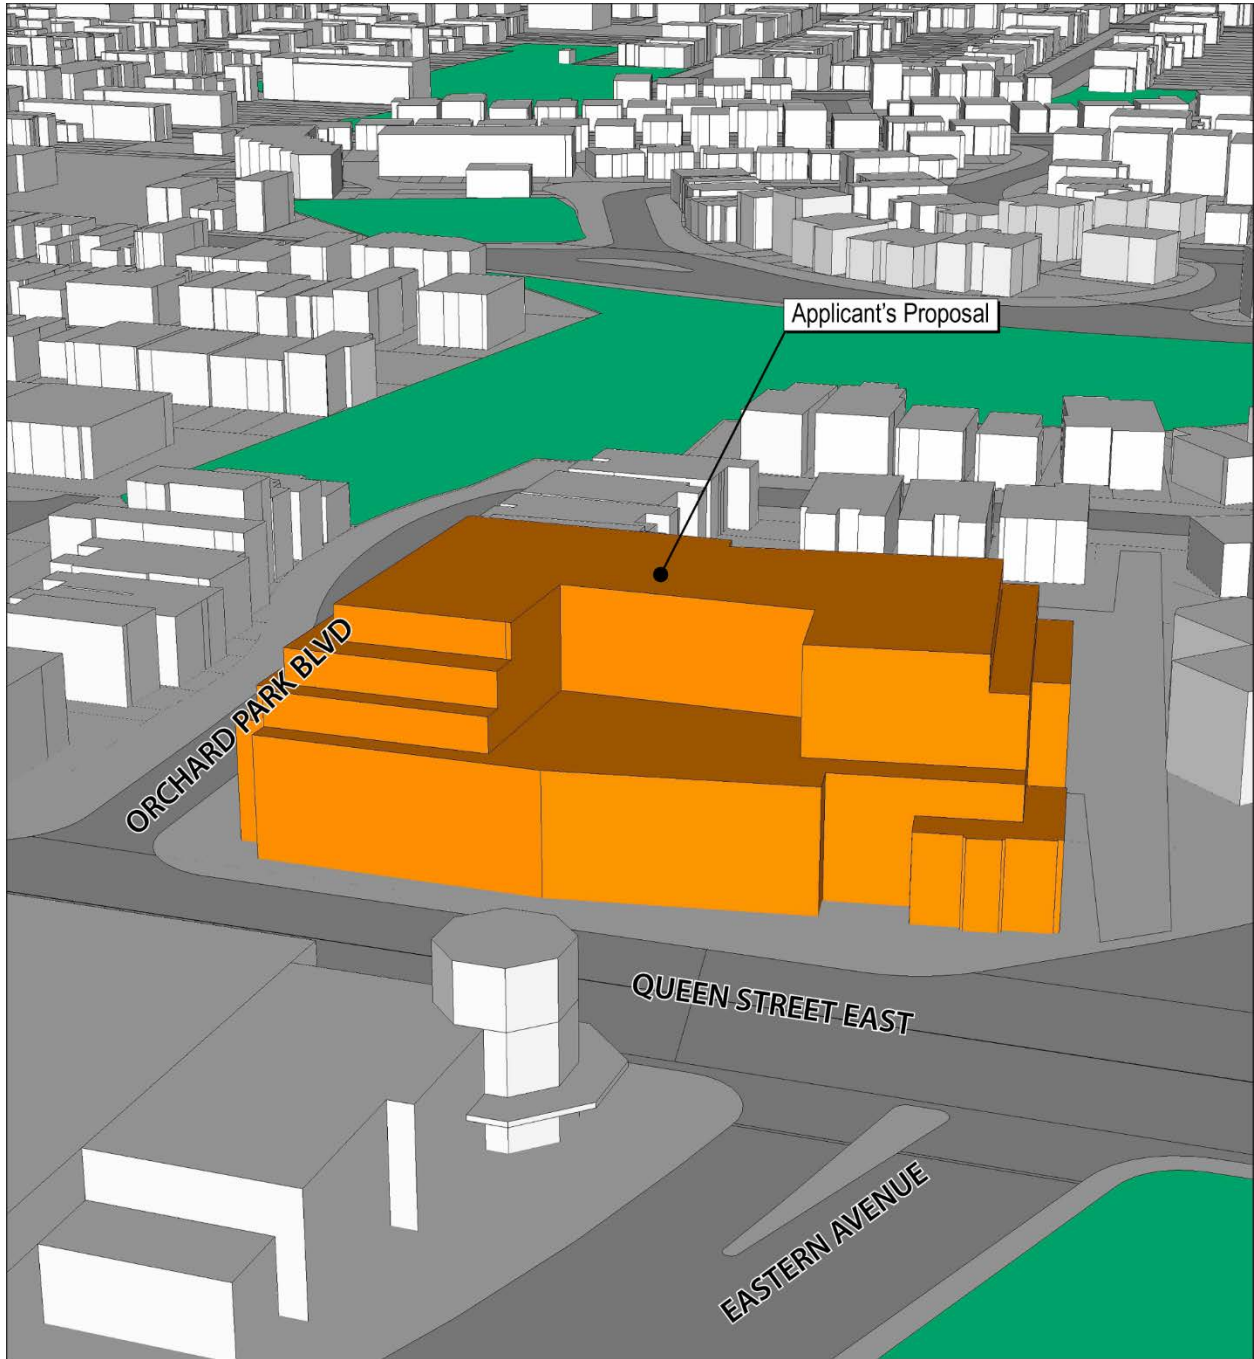 Applicant's Proposal
ORCHARD PARK BLVD
QUEEN STREET EAST
EASTERN AVENUE